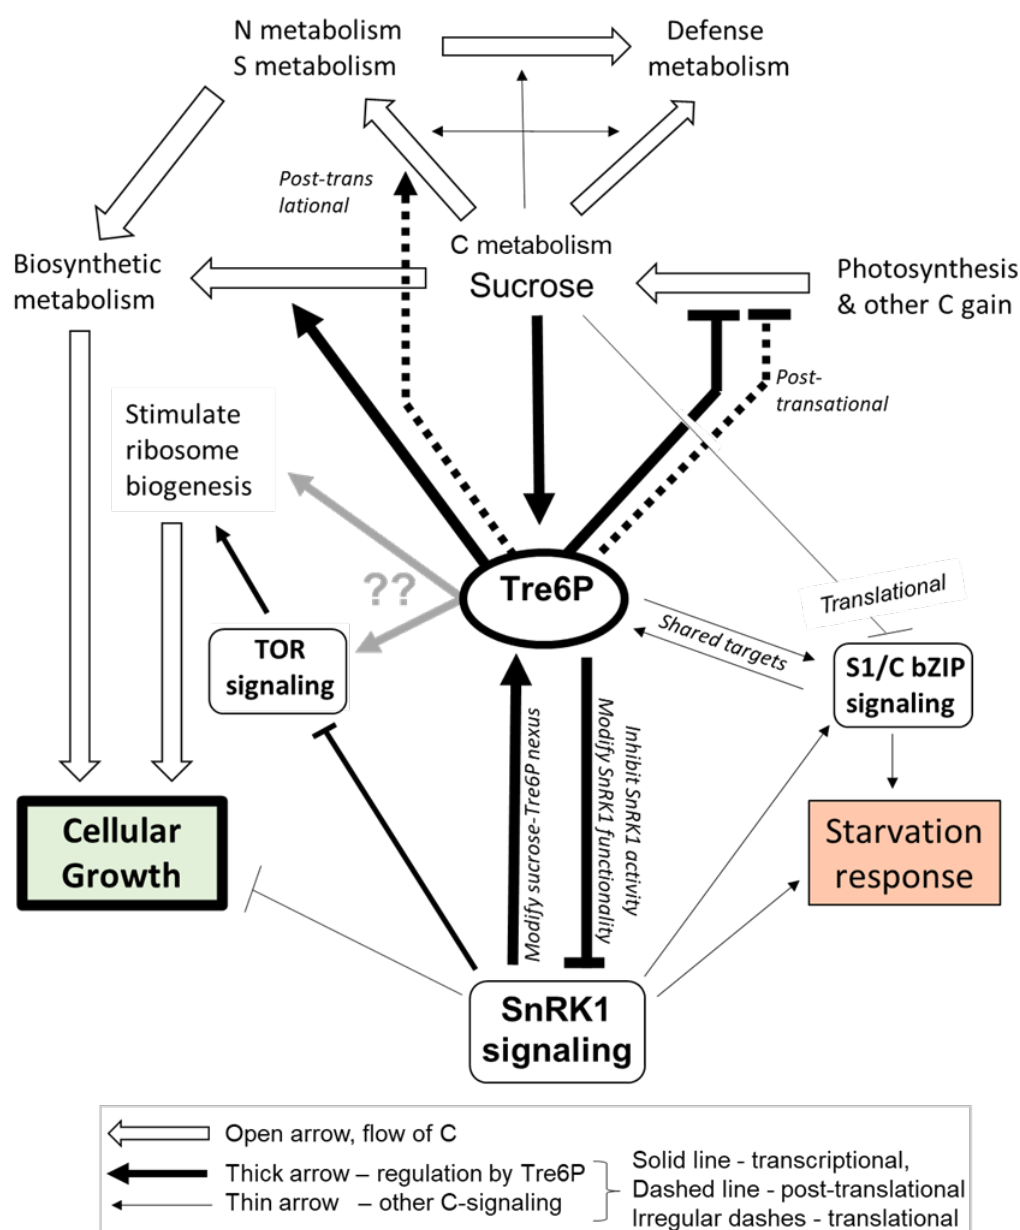 N metabolism
S metabolism
Defense
metabolism
Post-trans
lational
C metabolism
Sucrose
Biosynthetic
metabolism
Photosynthesis
& other C gain
Post-
transational
Stimulate
ribosome
biogenesis
??
Tre6P
Translational
Shared targets
TOR
signaling
S1/C bZIP
signaling
Modify sucrose-Tre6P nexus
Inhibit SnRK1 activity
Modify SnRK1 functionality
Cellular
Growth
Starvation
response
SnRK1
signaling
Open arrow, flow of C
Thick arrow – regulation by Tre6P
Thin arrow – other C-signaling
Solid line - transcriptional,
Dashed line - post-translational
Irregular dashes - translational